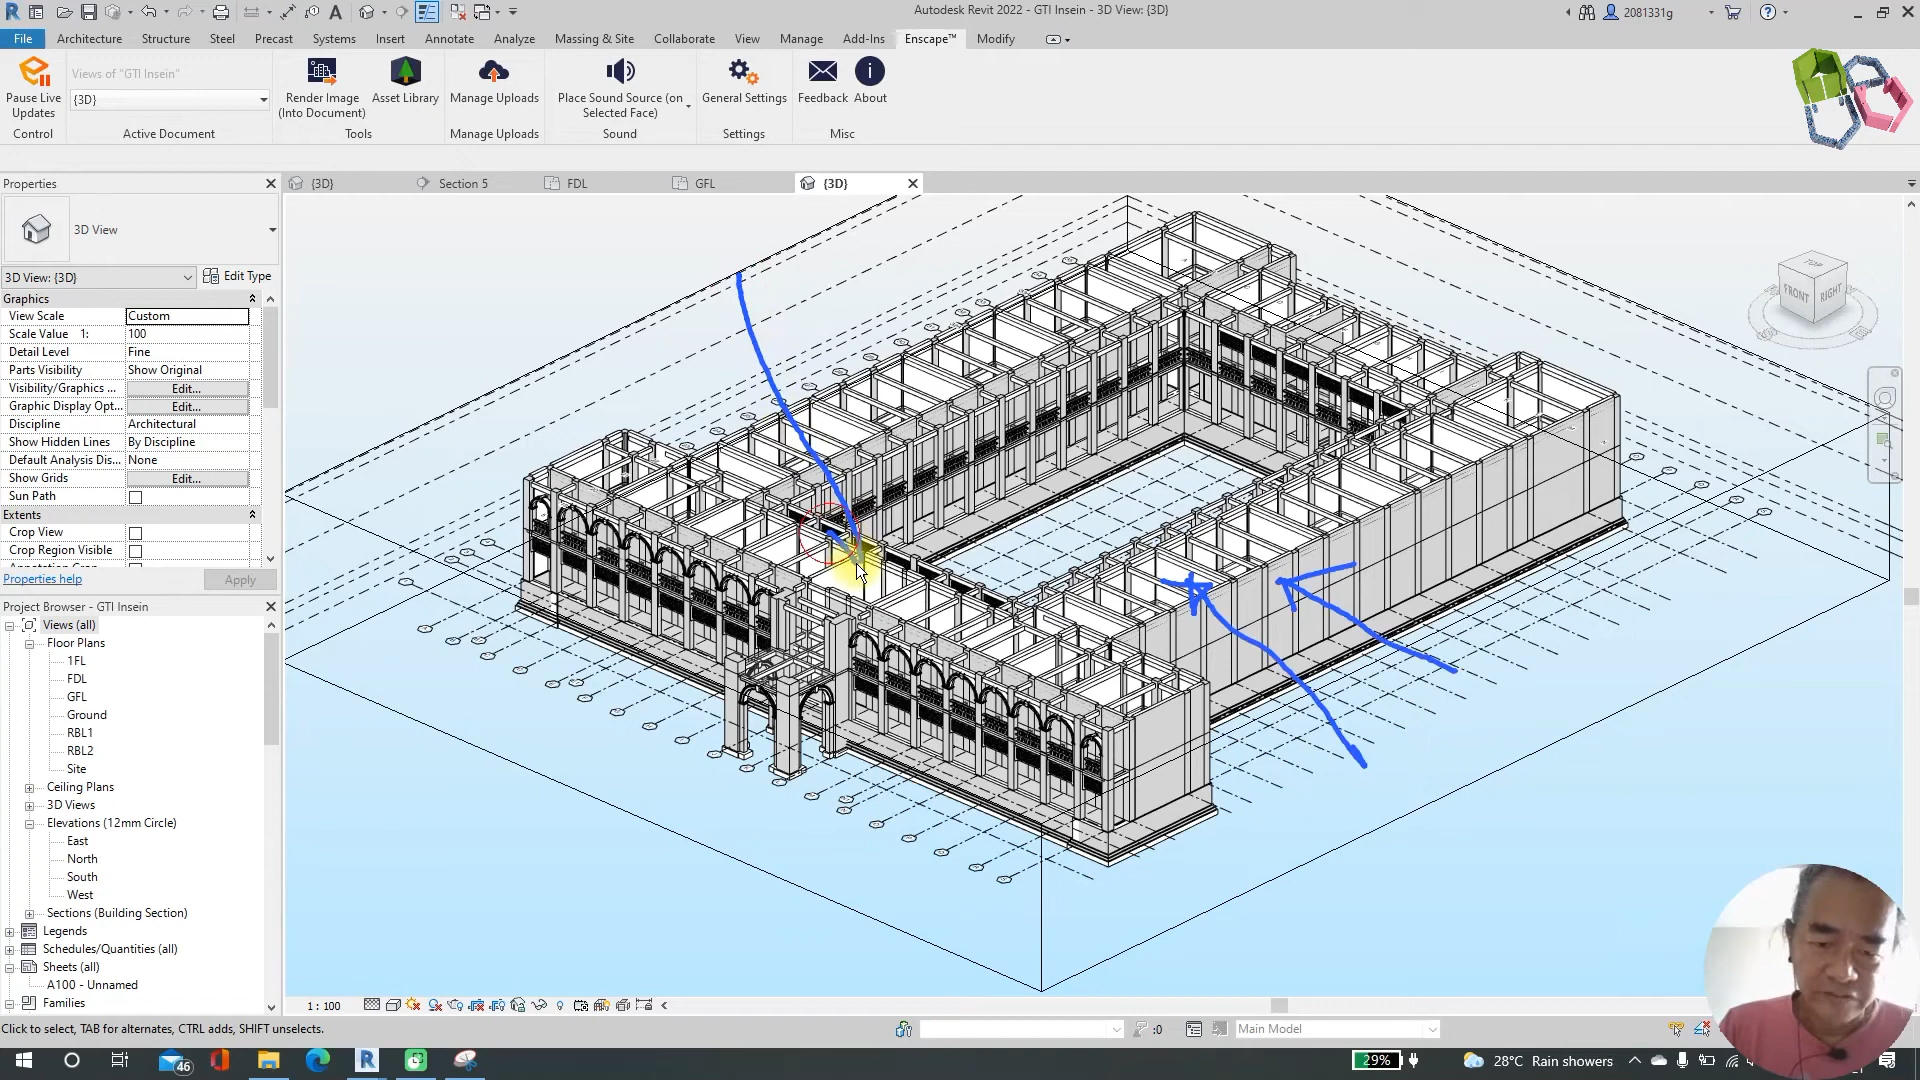 Autodesk Revit 2022 - GTI Insein - 3D View: {3D}
2081331g
File Architecture Structure Steel Precast Systems Insert Annotate Analyze Massing & Site Collaborate View Manage Add-Ins Enscape™ Modify
Pause Live Updates
Views of "GTI Insein"
{3D}
Render Image (Into Document)
Asset Library
Manage Uploads
Place Sound Source (on Selected Face)
General Settings
Feedback
About
Control Active Document Tools Manage Uploads Sound Settings Misc
Properties
{3D} Section 5 FDL GFL {3D}
3D View
3D View: {3D} Edit Type
Graphics
View Scale Custom
Scale Value 1: 100
Detail Level Fine
Parts Visibility Show Original
Visibility/Graphics ... Edit...
Graphic Display Opt... Edit...
Discipline Architectural
Show Hidden Lines By Discipline
Default Analysis Dis... None
Show Grids Edit...
Sun Path
Extents
Crop View
Crop Region Visible
Properties help Apply
Project Browser - GTI Insein
Views (all)
Floor Plans
1FL
FDL
GFL
Ground
RBL1
RBL2
Site
Ceiling Plans
3D Views
Elevations (12mm Circle)
East
North
South
West
Sections (Building Section)
Legends
Schedules/Quantities (all)
Sheets (all)
A100 - Unnamed
Families
TOP
FRONT RIGHT
1 : 100
Click to select, TAB for alternates, CTRL adds, SHIFT unselects.
:0
Main Model
46
29%
28°C Rain showers